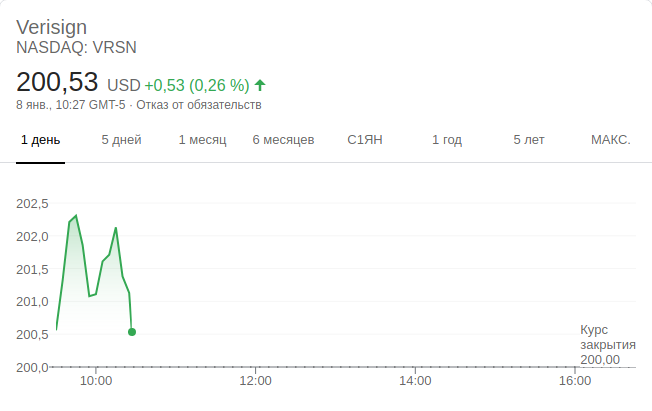 Verisign
NASDAQ: VRSN
200,53 USD +0,53 (0,26 %)
8 янв., 10:27 GMT-5 · Отказ от обязательств
1 день 5 дней 1 месяц 6 месяцев С1ЯН 1 год 5 лет МАКС.
202,5
202,0
201,5
201,0
200,5
200,0
Курс
закрытия
200,00
10:00 12:00 14:00 16:00